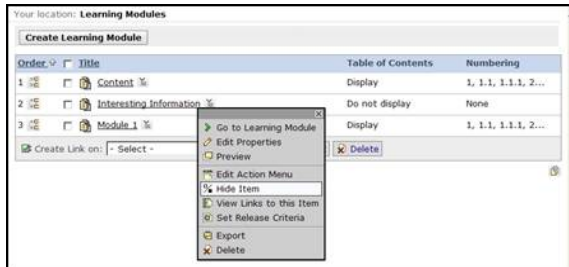 Your location: Learning Modules
Create Learning Module
Order Title Table of Contents Numbering
1 Content Display 1, 1.1, 1.1.1, 2...
2 Interesting Information Do not display None
3 Module 1 Display 1, 1.1, 1.1.1, 2...
Create Link on: - Select - Delete
Go to Learning Module
Edit Properties
Preview
Edit Action Menu
Hide Item
View Links to this Item
Set Release Criteria
Export
Delete